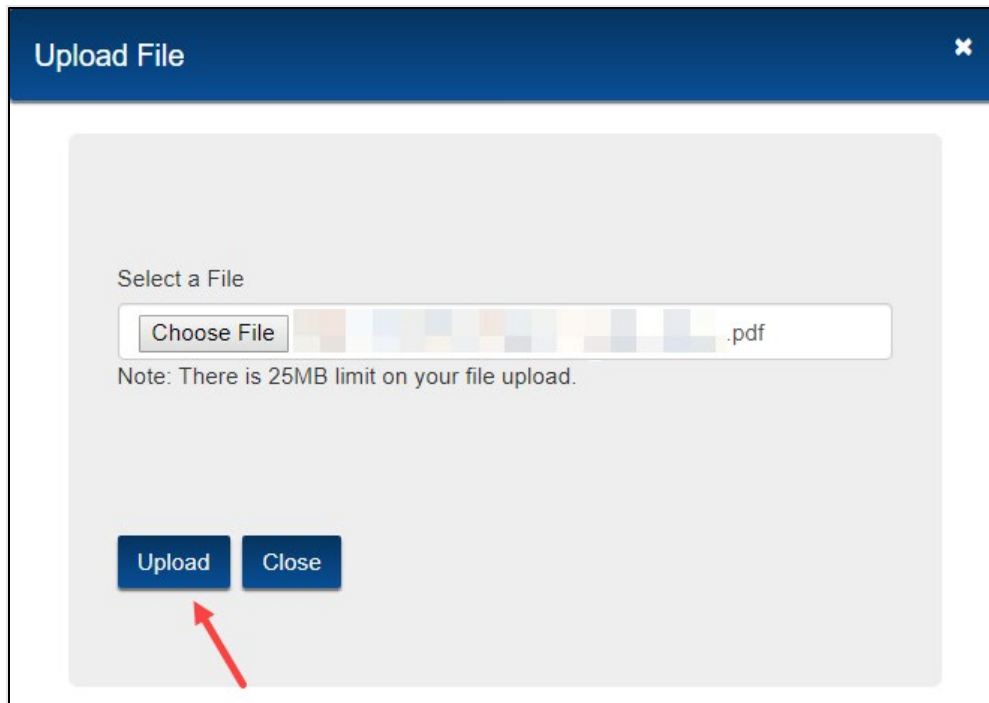 Upload File
Select a File
Choose File .pdf
Note: There is 25MB limit on your file upload.
Upload Close